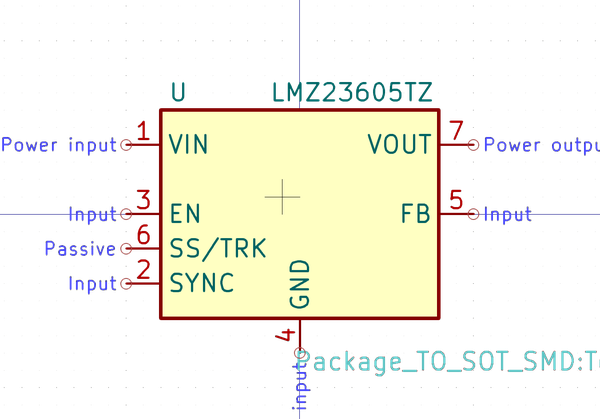 U LMZ23605TZ
Power input 1 VIN VOUT 7 Power outpu
Input 3 EN FB 5 Input
Passive 6 SS/TRK
Input 2 SYNC
GND
4
Package_TO_SOT_SMD:T
input